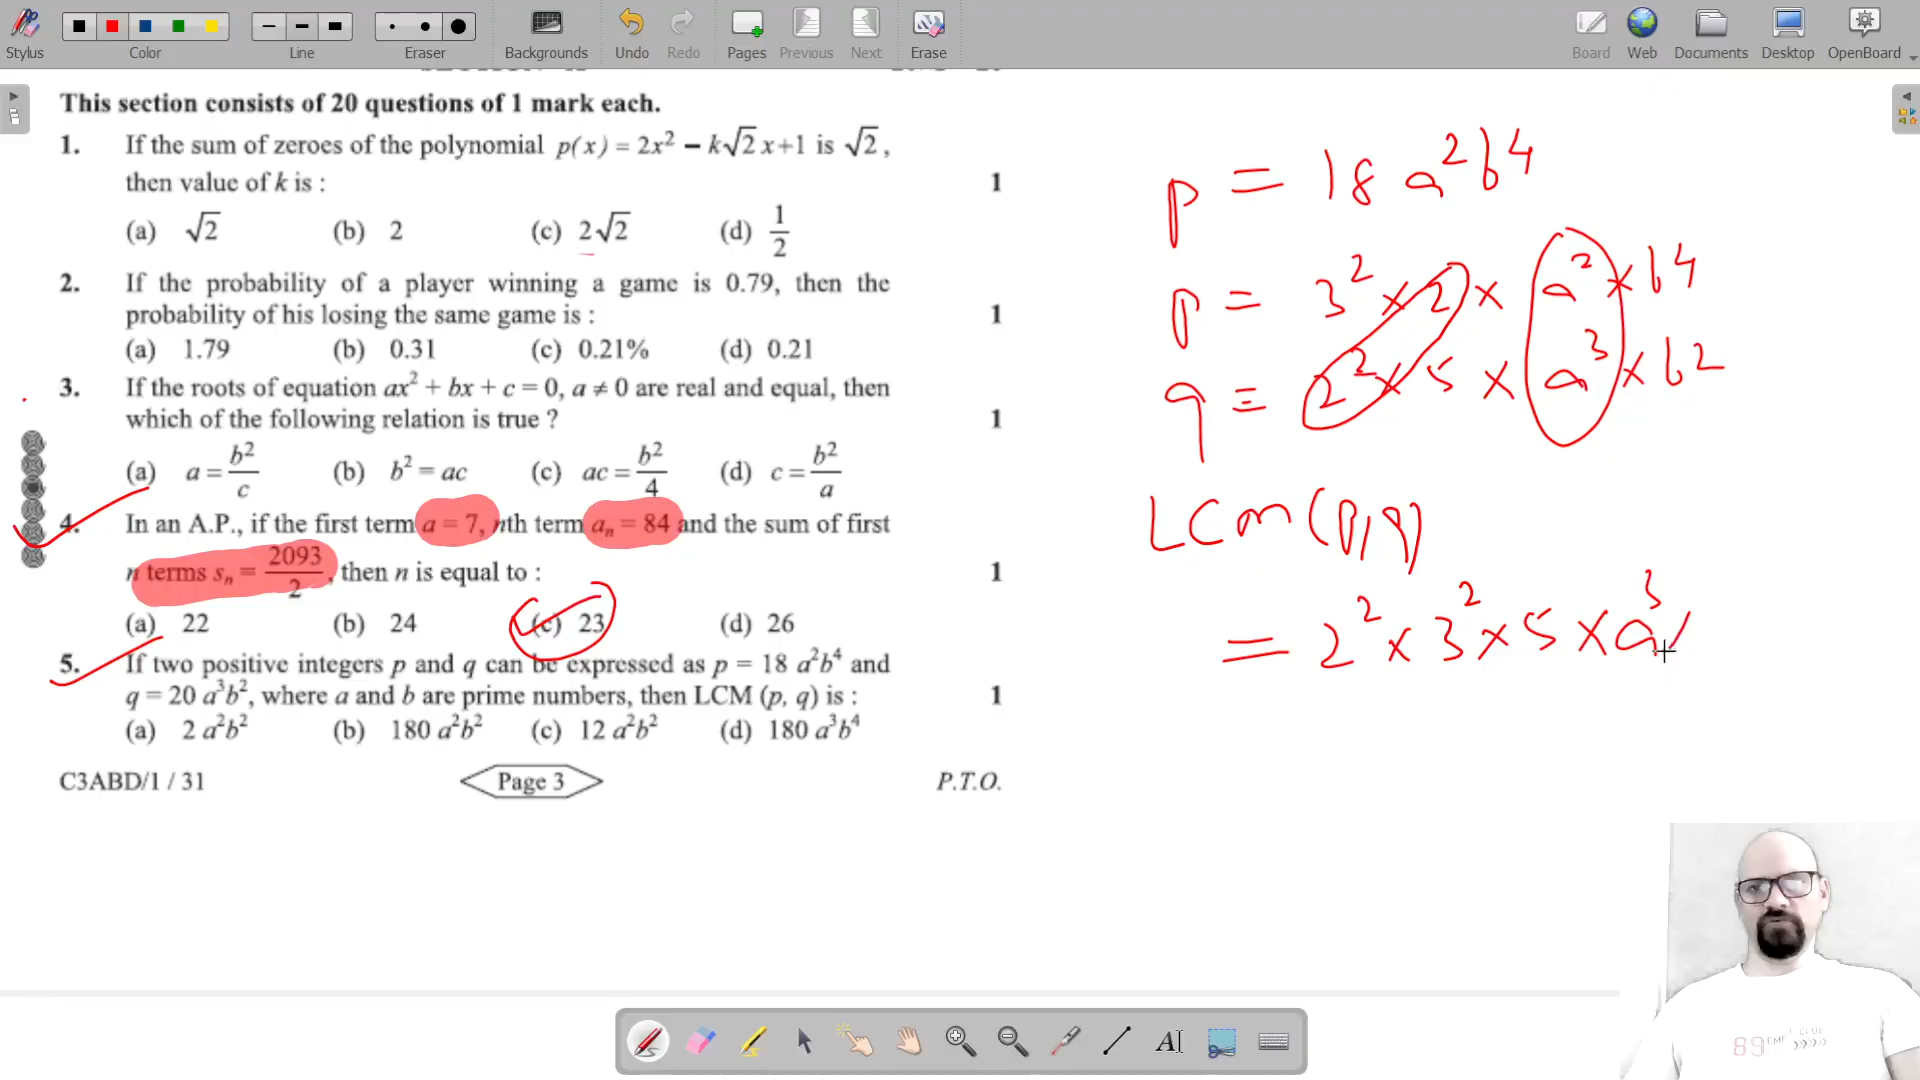 Stylus Color Line Eraser Backgrounds Undo Redo Pages Previous Next Erase Board Web Documents Desktop OpenBoard
This section consists of 20 questions of 1 mark each.
1. If the sum of zeroes of the polynomial p(x) = 2x² − k√2 x+1 is √2,
then value of k is : 1
(a) √2 (b) 2 (c) 2√2 (d) 1/2
2. If the probability of a player winning a game is 0.79, then the
probability of his losing the same game is : 1
(a) 1.79 (b) 0.31 (c) 0.21% (d) 0.21
3. If the roots of equation ax² + bx + c = 0, a ≠ 0 are real and equal, then
which of the following relation is true ? 1
(a) a = b²/c (b) b² = ac (c) ac = b²/4 (d) c = b²/a
4. In an A.P., if the first term a = 7, nth term aₙ = 84 and the sum of first
n terms sₙ = 2093/2, then n is equal to : 1
(a) 22 (b) 24 (c) 23 (d) 26
5. If two positive integers p and q can be expressed as p = 18 a²b⁴ and
q = 20 a³b², where a and b are prime numbers, then LCM (p, q) is : 1
(a) 2 a²b² (b) 180 a²b² (c) 12 a²b² (d) 180 a³b⁴
C3ABD/1 / 31 Page 3 P.T.O.
p = 18 a²b⁴
p = 3² × 2 × a² × b4
q = 2² × 5 × a³ × b2
LCM (p,q)
= 2² × 3² × 5 × a³
89